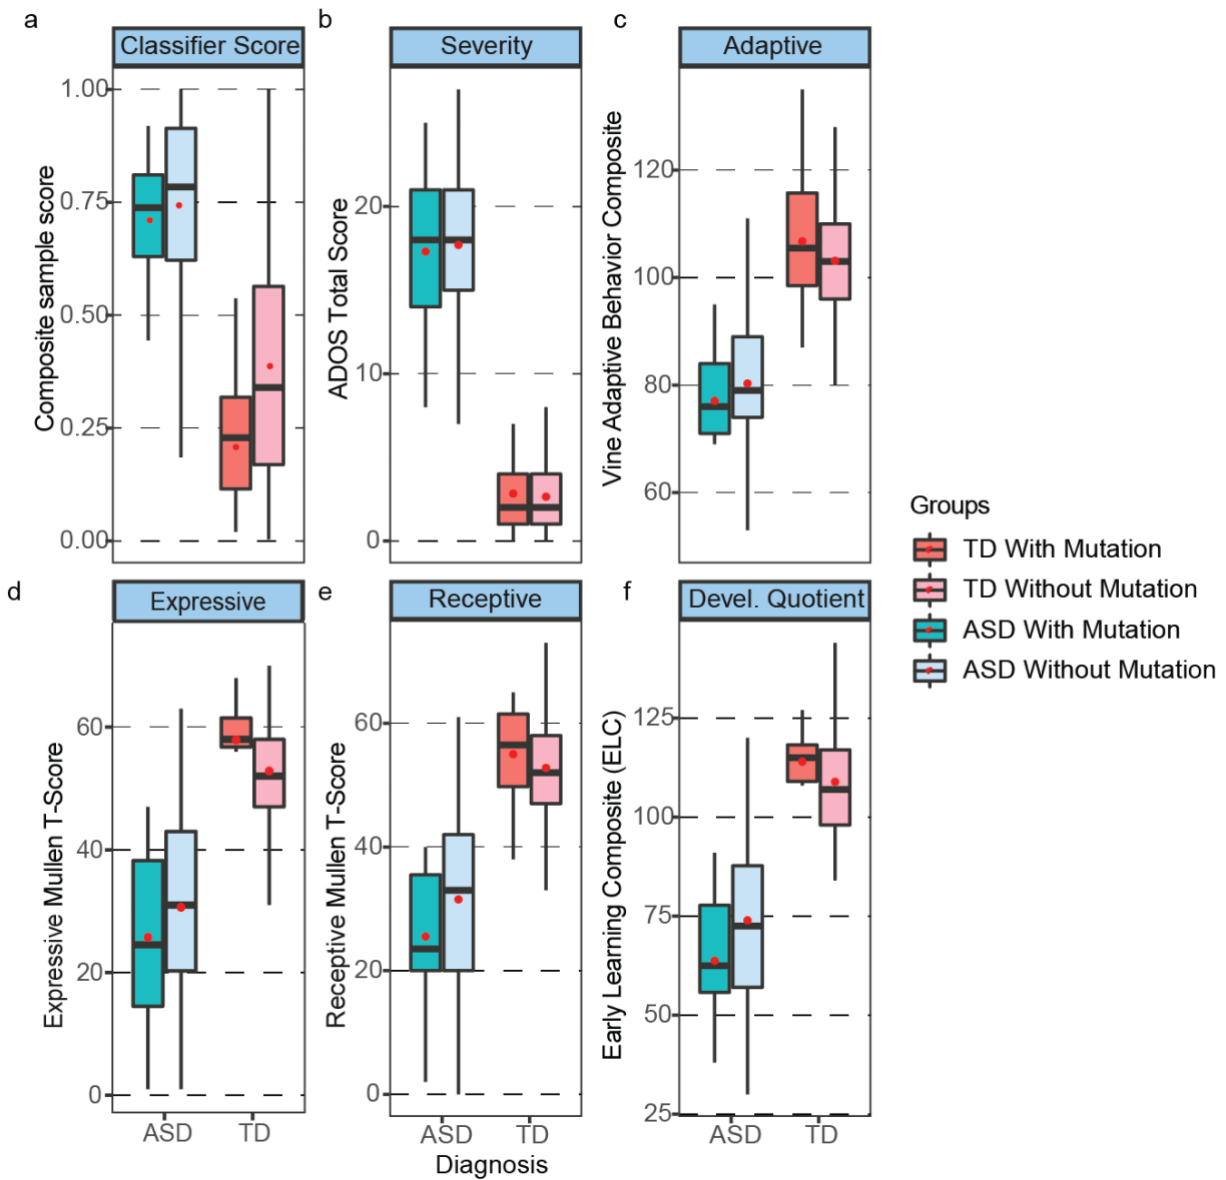 a
b
c
Classifier Score
Severity
Adaptive
Composite sample score
1.00
0.75
0.50
0.25
0.00
ADOS Total Score
20
10
0
Vine Adaptive Behavior Composite
120
100
80
60
Groups
TD With Mutation
TD Without Mutation
ASD With Mutation
ASD Without Mutation
d
e
f
Expressive
Receptive
Devel. Quotient
Expressive Mullen T-Score
60
40
20
0
Receptive Mullen T-Score
60
40
20
0
Early Learning Composite (ELC)
125
100
75
50
25
ASD TD
ASD TD
ASD TD
Diagnosis